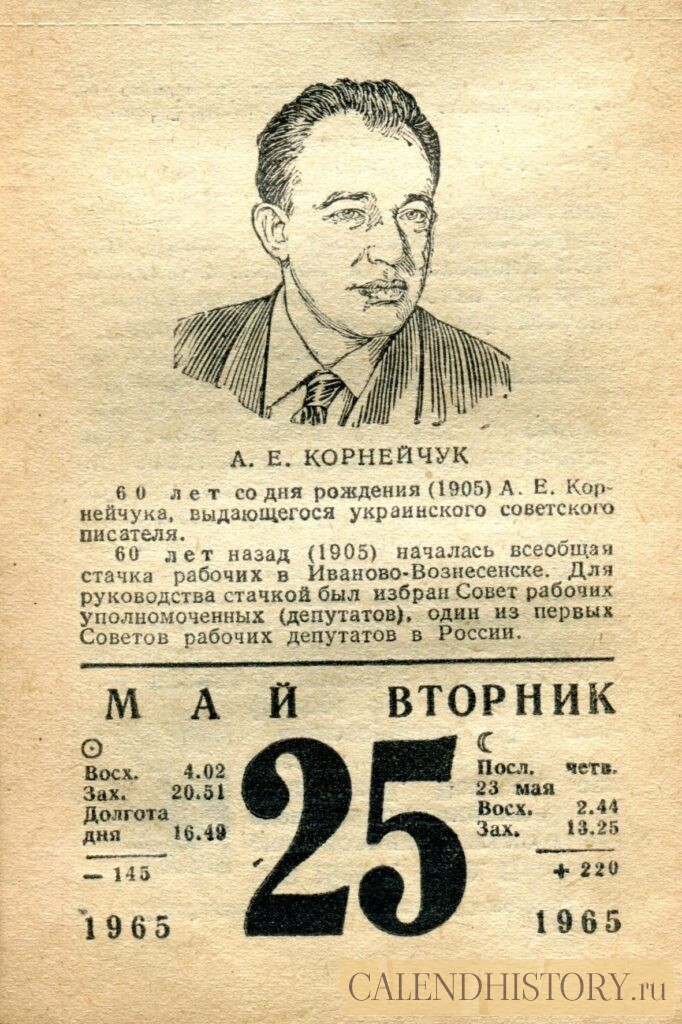 А. Е. КОРНЕЙЧУК
60 лет со дня рождения (1905) А. Е. Кор-
нейчука, выдающегося украинского советского
писателя.
60 лет назад (1905) началась всеобщая
стачка рабочих в Иваново-Вознесенске. Для
руководства стачкой был избран Совет рабочих
уполномоченных (депутатов), один из первых
Советов рабочих депутатов в России.
МАЙ ВТОРНИК
25
Восх. 4.02
Зах. 20.51
Долгота
дня 16.49
— 145
1965
Посл. четв.
23 мая
Восх. 2.44
Зах. 13.25
+ 220
1965
CALENDHISTORY.ru